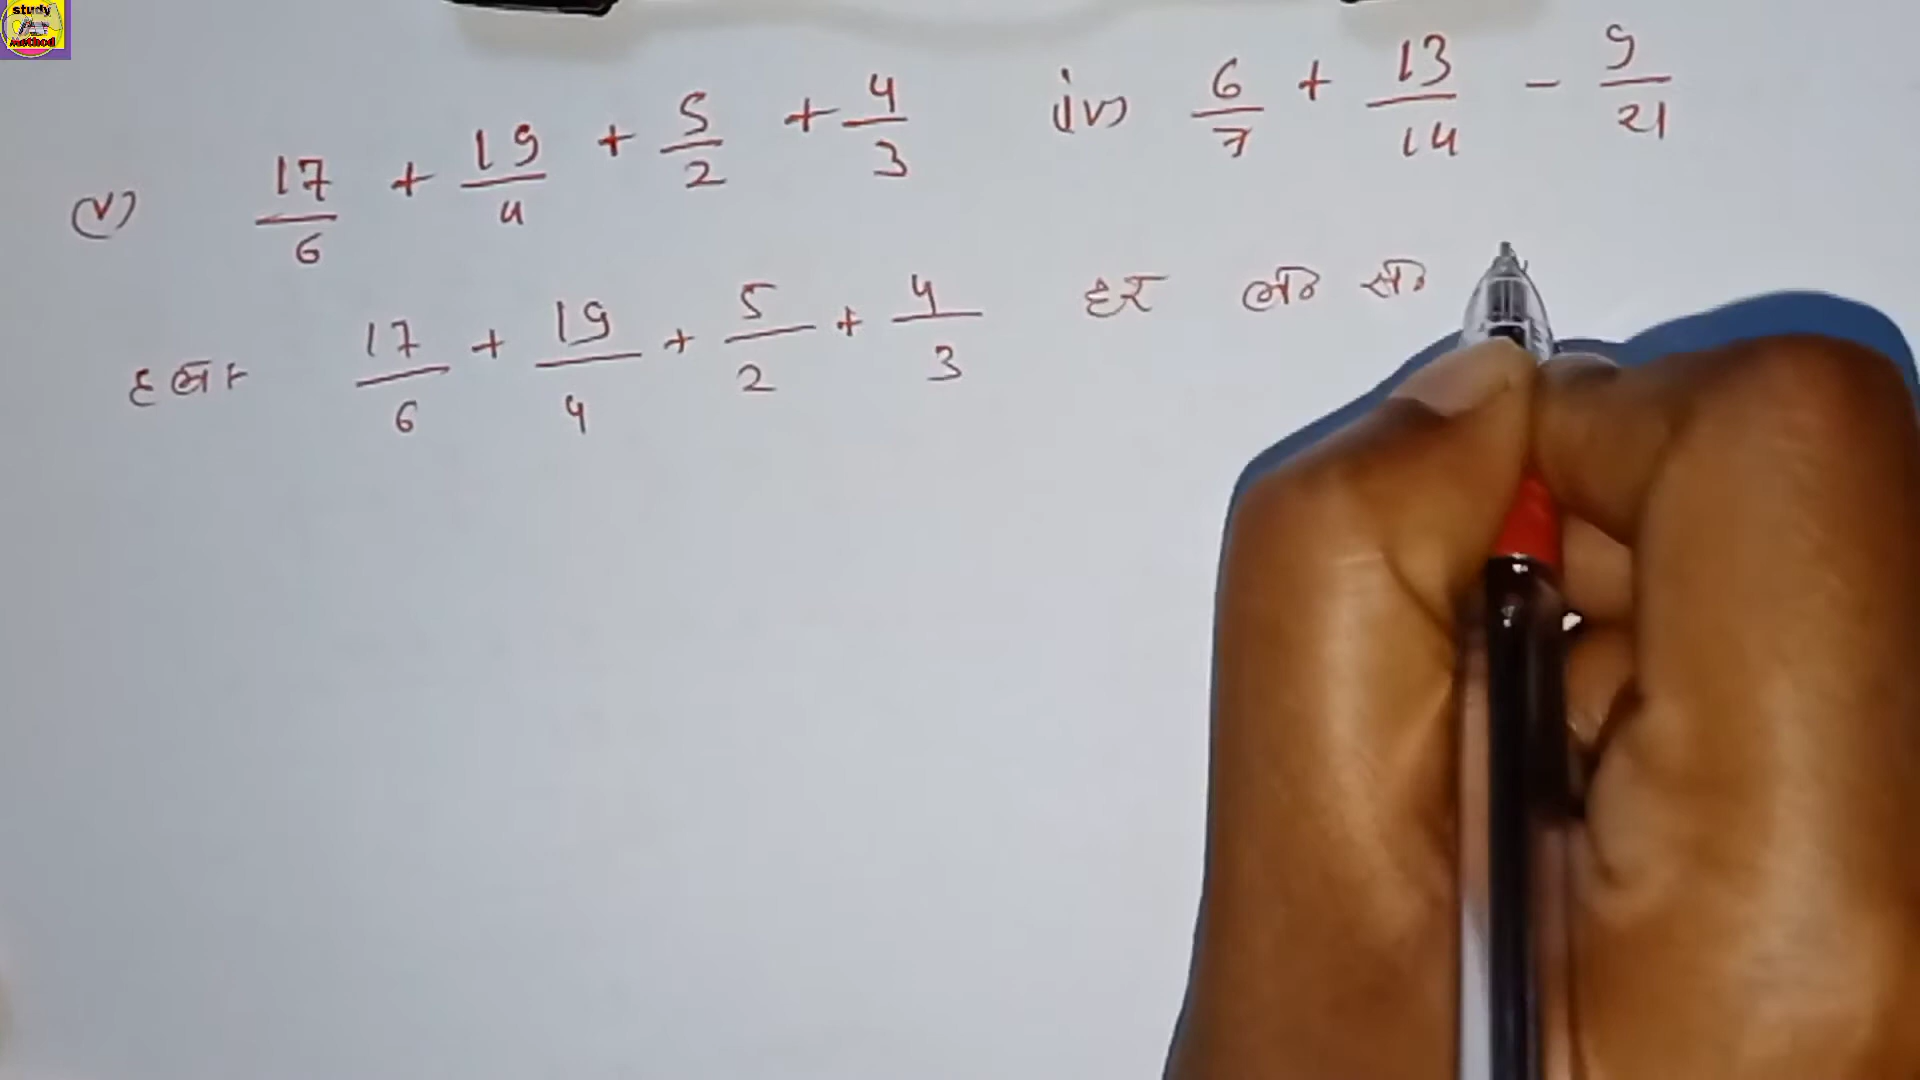 study
Method
(v) 17/6 + 19/4 + 5/2 + 4/3
iv) 6/7 + 13/14 - 9/21
हल:- 17/6 + 19/4 + 5/2 + 4/3 हर